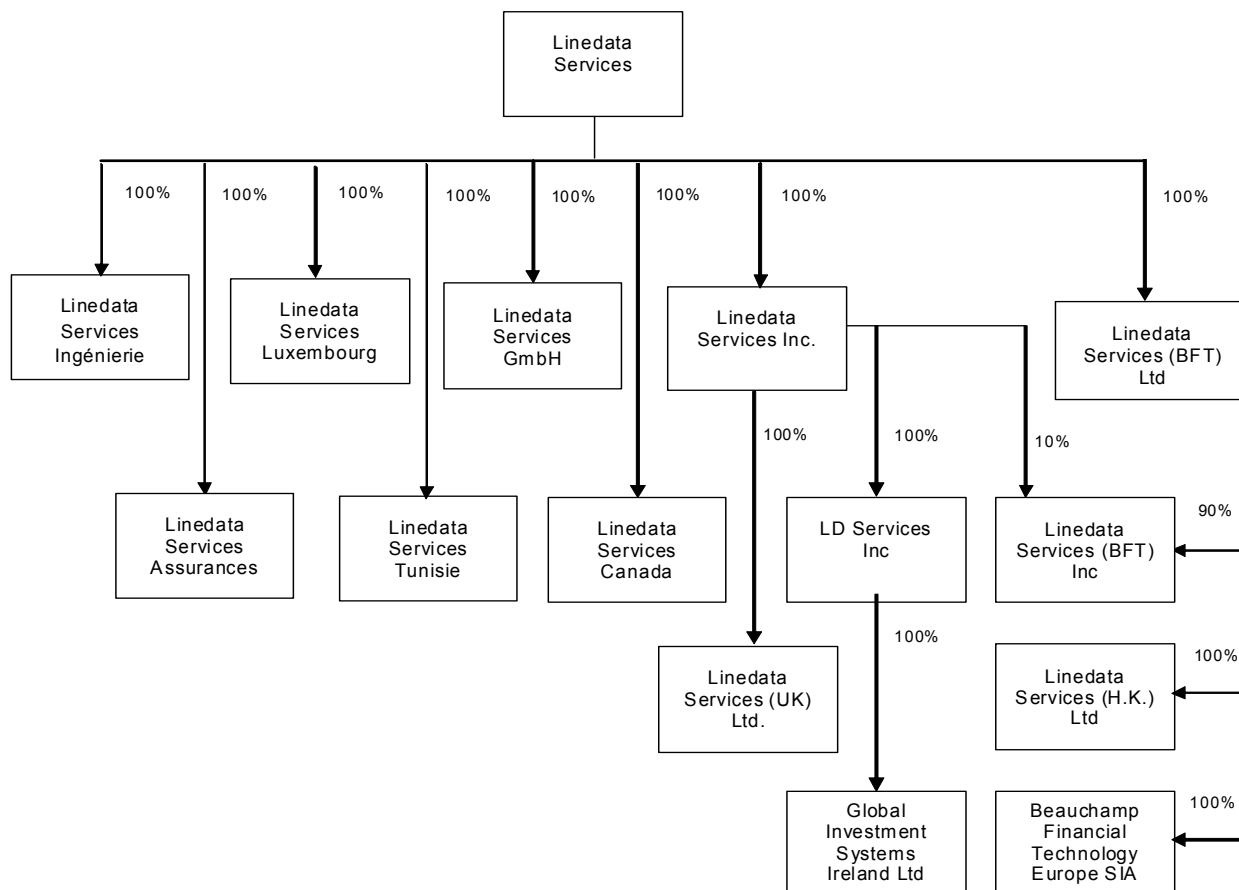 Linedata
Services
100%
100%
100%
100%
100%
100%
100%
100%
Linedata
Services
Ingénierie
Linedata
Services
Luxembourg
Linedata
Services
GmbH
Linedata
Services Inc.
Linedata
Services (BFT)
Ltd
100%
100%
10%
Linedata
Services
Assurances
Linedata
Services
Tunisie
Linedata
Services
Canada
LD Services
Inc
Linedata
Services (BFT)
Inc
90%
100%
Linedata
Services (UK)
Ltd.
Linedata
Services (H.K.)
Ltd
100%
Global
Investment
Systems
Ireland Ltd
Beauchamp
Financial
Technology
Europe SIA
100%